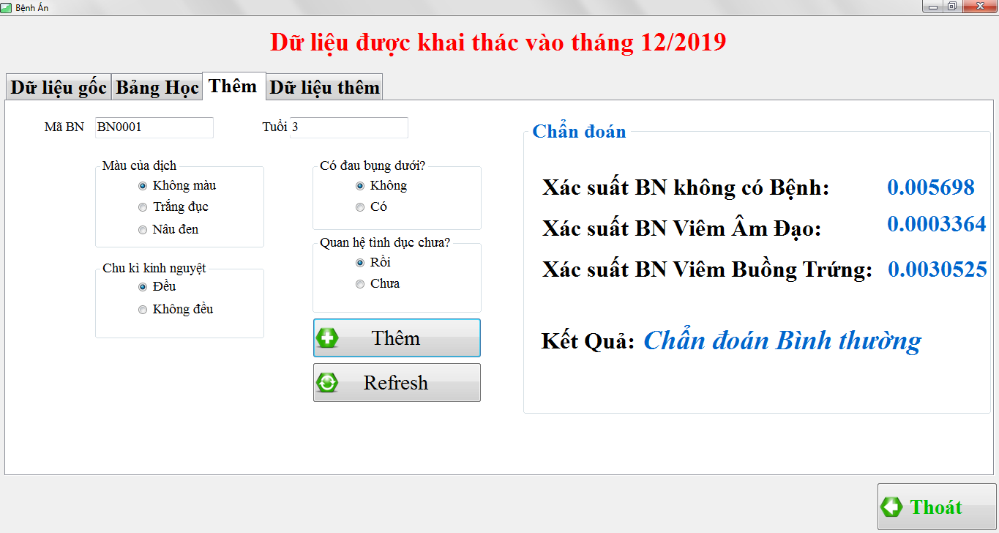 Bệnh Án
Dữ liệu được khai thác vào tháng 12/2019
Dữ liệu gốc Bảng Học Thêm Dữ liệu thêm
Mã BN BN0001 Tuổi 3
Màu của dịch
Không màu
Trắng đục
Nâu đen
Chu kì kinh nguyệt
Đều
Không đều
Có đau bụng dưới?
Không
Có
Quan hệ tình dục chưa?
Rồi
Chưa
Thêm
Refresh
Chẩn đoán
Xác suất BN không có Bệnh: 0.005698
Xác suất BN Viêm Âm Đạo: 0.0003364
Xác suất BN Viêm Buồng Trứng: 0.0030525
Kết Quả: Chẩn đoán Bình thường
Thoát